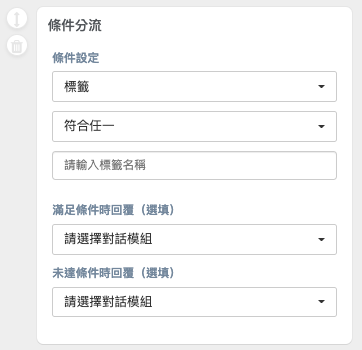 條件分流
條件設定
標籤
符合任一
請輸入標籤名稱
滿足條件時回覆（選填）
請選擇對話模組
未達條件時回覆（選填）
請選擇對話模組